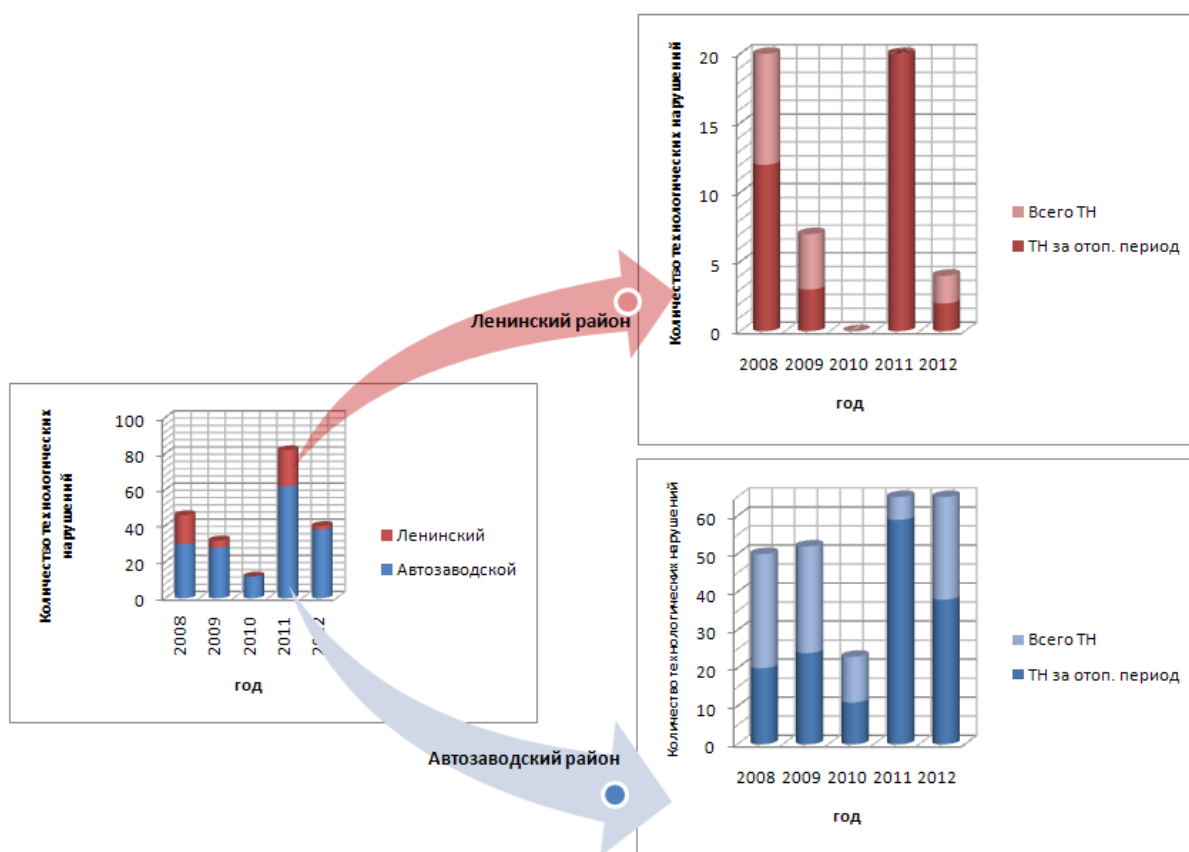 Количество технологических нарушений
20
15
10
5
0
2008 2009 2010 2011 2012
год
Всего ТН
ТН за отоп. период
Ленинский район
Количество технологических
нарушений
100
80
60
40
20
0
2008
2009
2010
2011
2012
год
Ленинский
Автозаводской
Автозаводский район
Количество технологических нарушений
60
50
40
30
20
10
0
2008 2009 2010 2011 2012
год
Всего ТН
ТН за отоп. период